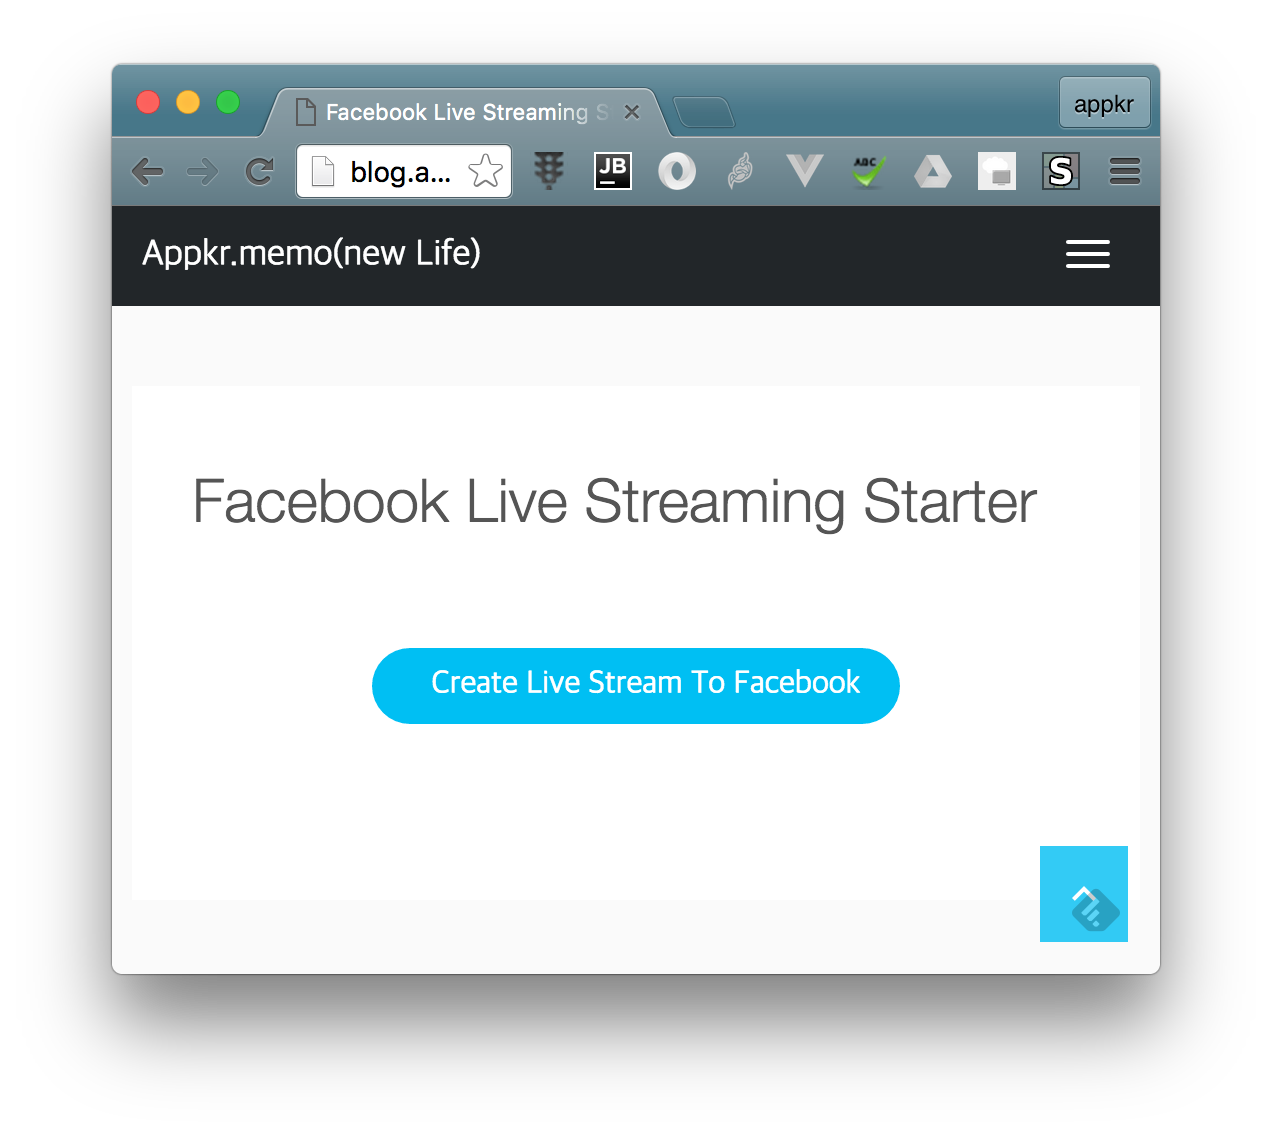 Facebook Live Streaming S
appkr
blog.a...
JB
ABC
S
Appkr.memo(new Life)
Facebook Live Streaming Starter
Create Live Stream To Facebook